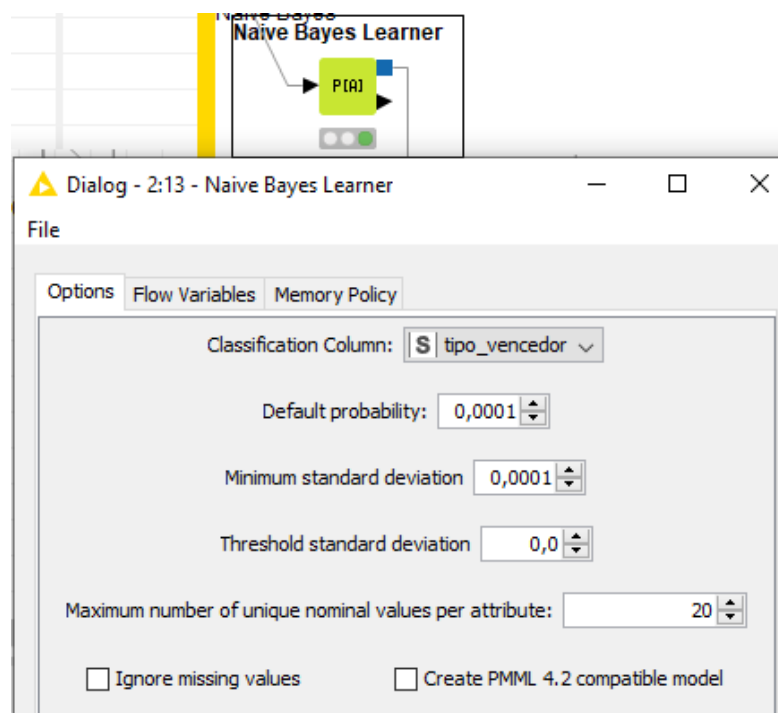 Naive Bayes
Naive Bayes Learner
P[A]
Dialog - 2:13 - Naive Bayes Learner
File
Options Flow Variables Memory Policy
Classification Column: S tipo_vencedor
Default probability: 0,0001
Minimum standard deviation 0,0001
Threshold standard deviation 0,0
Maximum number of unique nominal values per attribute: 20
Ignore missing values Create PMML 4.2 compatible model